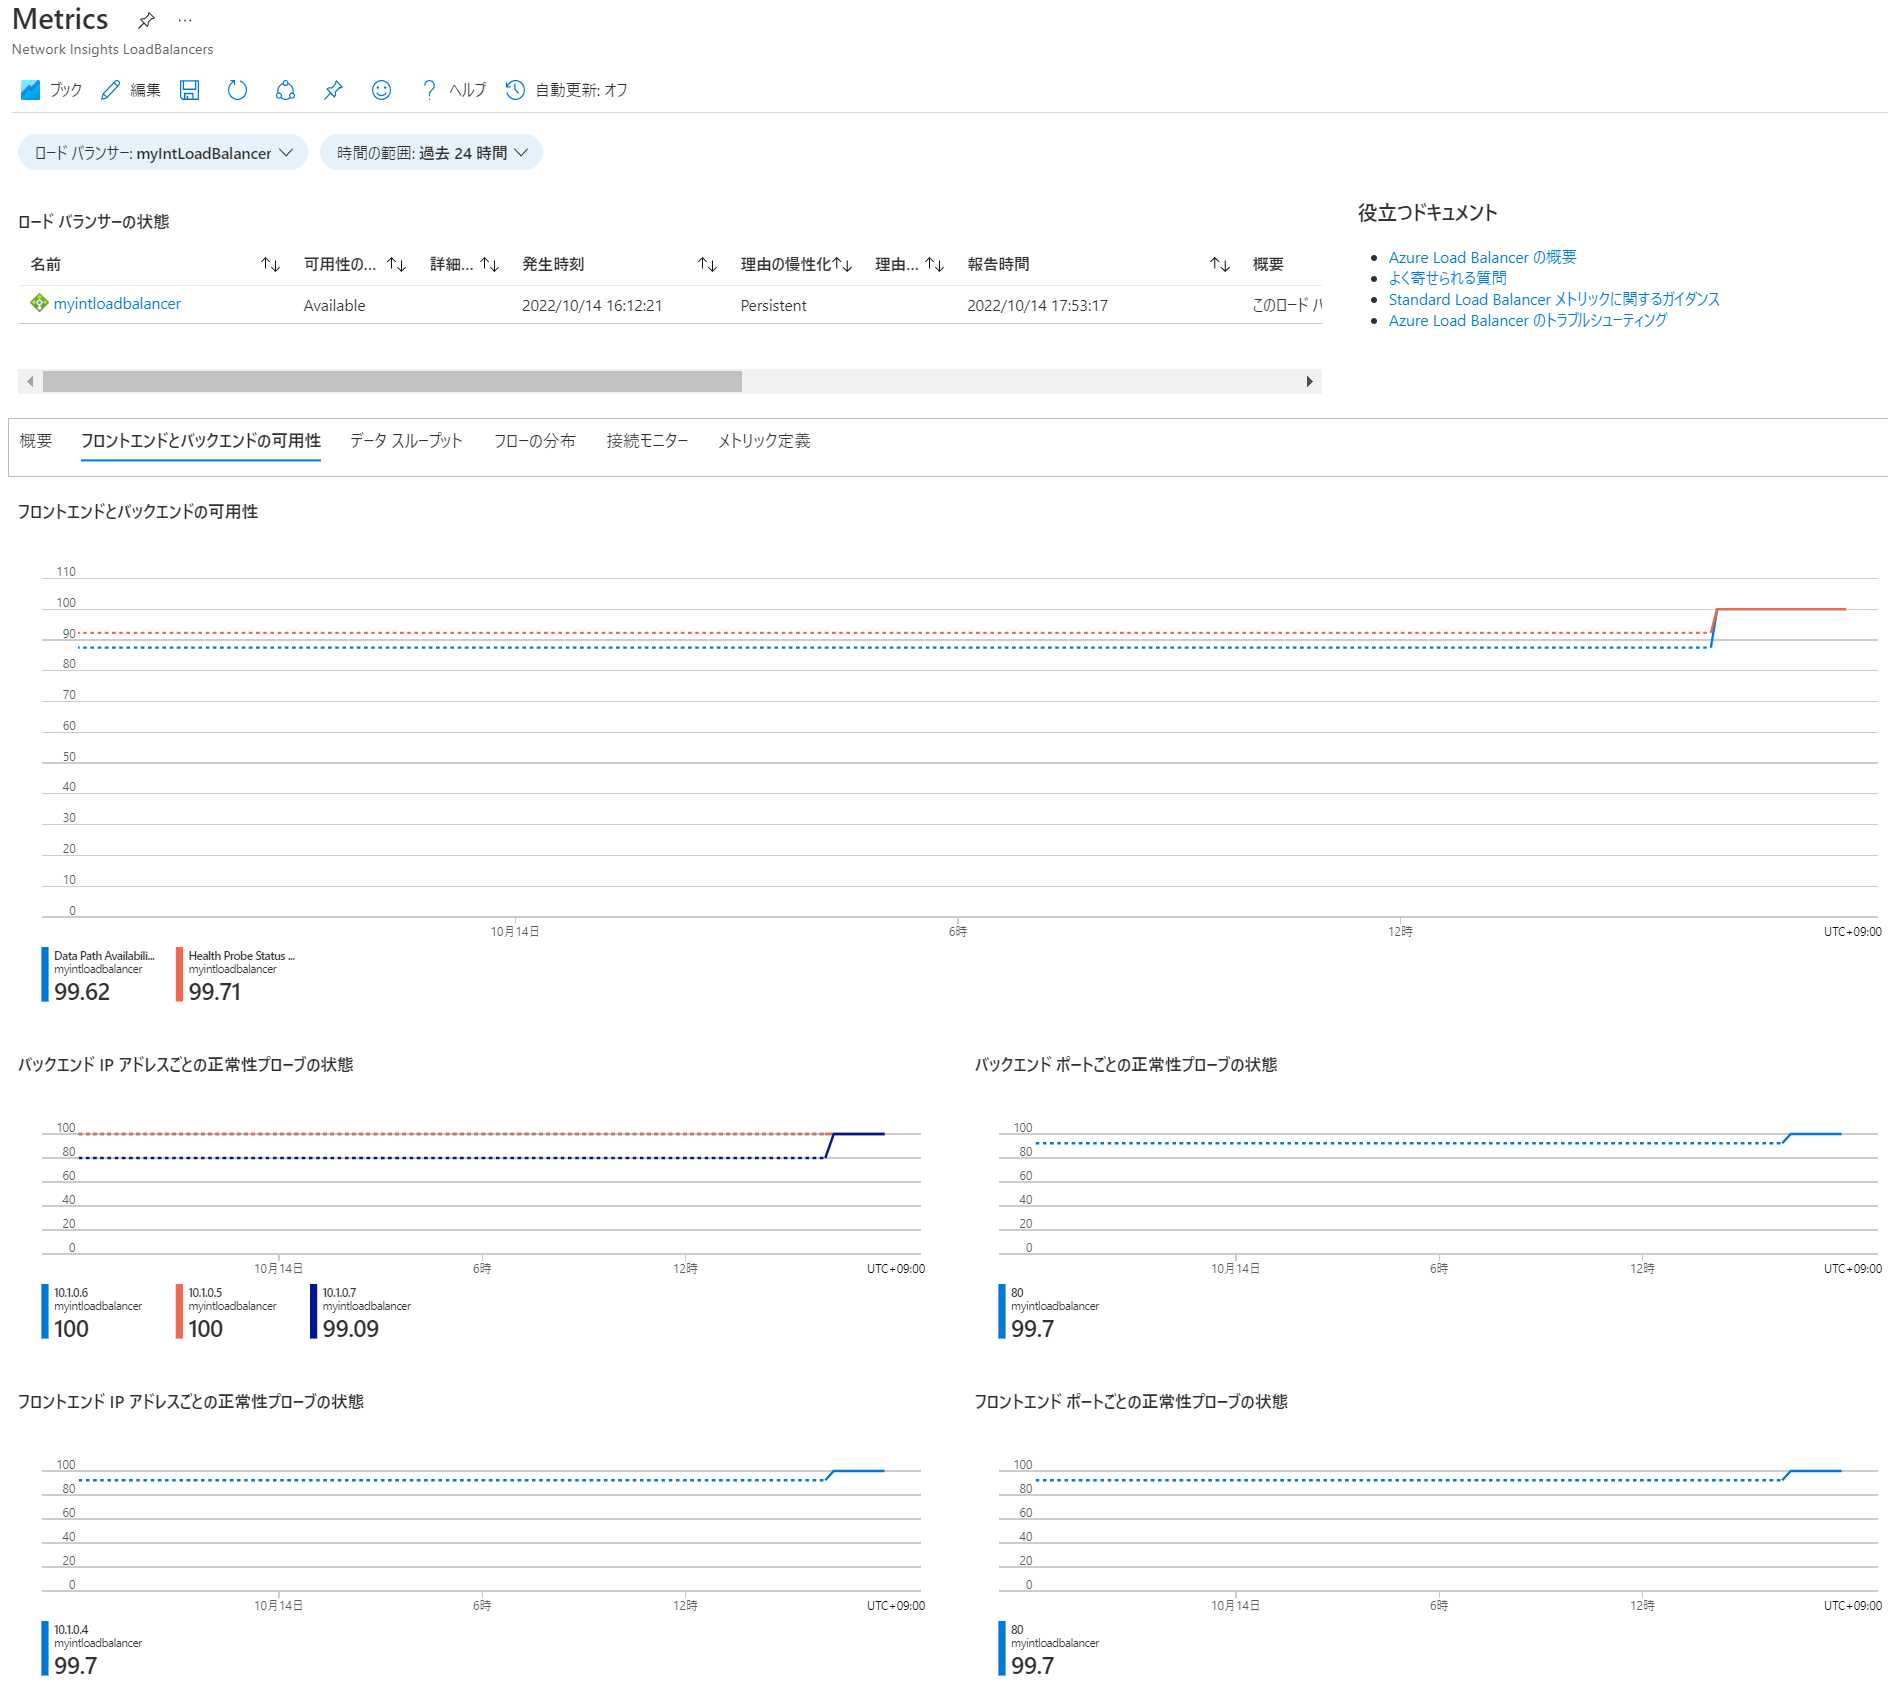 Metrics
Network Insights LoadBalancers
ブック 編集 ヘルプ 自動更新: オフ
ロード バランサー: myIntLoadBalancer 時間の範囲: 過去 24 時間
ロード バランサーの状態
名前 可用性の... 詳細... 発生時刻 理由の慢性化 理由... 報告時間 概要
myintloadbalancer Available 2022/10/14 16:12:21 Persistent 2022/10/14 17:53:17 このロード バ
役立つドキュメント
Azure Load Balancer の概要
よく寄せられる質問
Standard Load Balancer メトリックに関するガイダンス
Azure Load Balancer のトラブルシューティング
概要 フロントエンドとバックエンドの可用性 データ スループット フローの分布 接続モニター メトリック定義
フロントエンドとバックエンドの可用性
110
100
90
80
70
60
50
40
30
20
10
0
10月14日 6時 12時 UTC+09:00
Data Path Availabili... Health Probe Status ...
myintloadbalancer myintloadbalancer
99.62 99.71
バックエンド IP アドレスごとの正常性プローブの状態
100
80
60
40
20
0
10月14日 6時 12時 UTC+09:00
10.1.0.6 10.1.0.5 10.1.0.7
myintloadbalancer myintloadbalancer myintloadbalancer
100 100 99.09
バックエンド ポートごとの正常性プローブの状態
100
80
60
40
20
0
10月14日 6時 12時 UTC+09:00
80
myintloadbalancer
99.7
フロントエンド IP アドレスごとの正常性プローブの状態
100
80
60
40
20
0
10月14日 6時 12時 UTC+09:00
10.1.0.4
myintloadbalancer
99.7
フロントエンド ポートごとの正常性プローブの状態
100
80
60
40
20
0
10月14日 6時 12時 UTC+09:00
80
myintloadbalancer
99.7